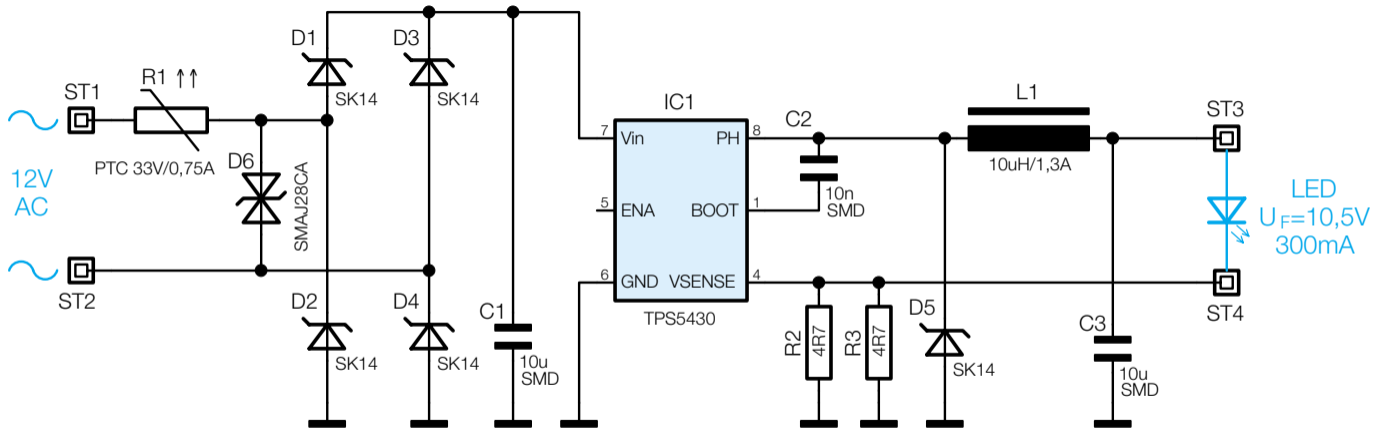 ST1
12V
AC
ST2
R1 ↑↑
PTC 33V/0,75A
D6
SMAJ28CA
D1
SK14
D3
SK14
D2
SK14
D4
SK14
C1
10u
SMD
IC1
7 Vin PH 8
5 ENA BOOT 1
6 GND VSENSE 4
TPS5430
C2
10n
SMD
R2
4R7
R3
4R7
D5
SK14
L1
10uH/1,3A
C3
10u
SMD
ST3
LED
UF=10,5V
300mA
ST4